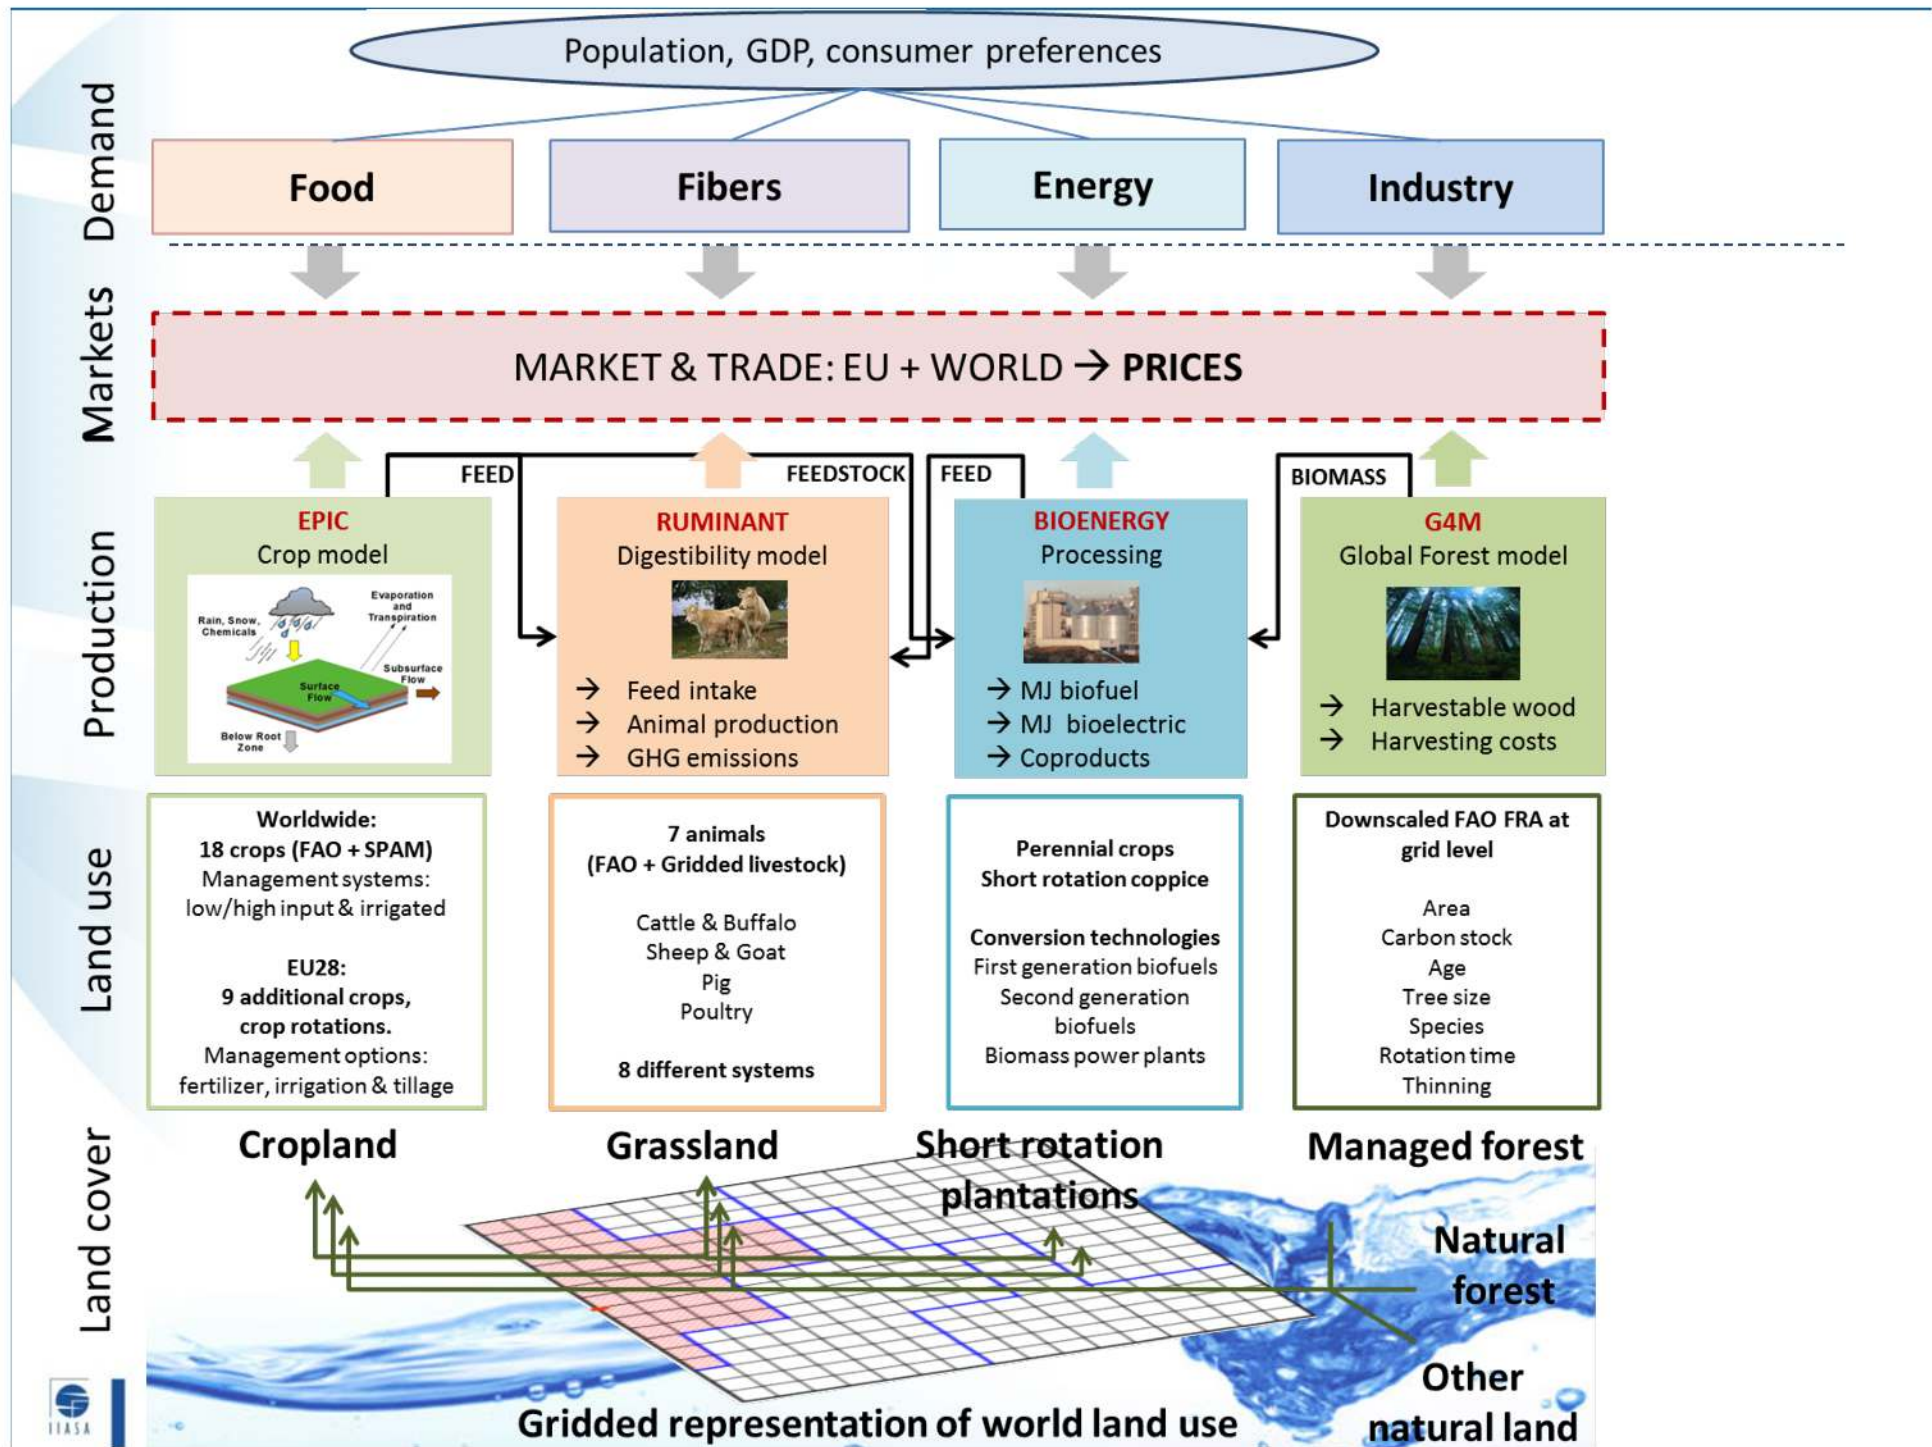 Population, GDP, consumer preferences
Demand
Food
Fibers
Energy
Industry
Markets
MARKET & TRADE: EU + WORLD → PRICES
FEED
FEEDSTOCK
FEED
BIOMASS
Production
EPIC
Crop model
Rain, Snow,
Chemicals
Evaporation
and
Transpiration
Surface
Flow
Subsurface
Flow
Below Root
Zone
RUMINANT
Digestibility model
→ Feed intake
→ Animal production
→ GHG emissions
BIOENERGY
Processing
→ MJ biofuel
→ MJ bioelectric
→ Coproducts
G4M
Global Forest model
→ Harvestable wood
→ Harvesting costs
Land use
Worldwide:
18 crops (FAO + SPAM)
Management systems:
low/high input & irrigated
EU28:
9 additional crops,
crop rotations.
Management options:
fertilizer, irrigation & tillage
7 animals
(FAO + Gridded livestock)
Cattle & Buffalo
Sheep & Goat
Pig
Poultry
8 different systems
Perennial crops
Short rotation coppice
Conversion technologies
First generation biofuels
Second generation
biofuels
Biomass power plants
Downscaled FAO FRA at
grid level
Area
Carbon stock
Age
Tree size
Species
Rotation time
Thinning
Land cover
Cropland
Grassland
Short rotation
plantations
Managed forest
Natural
forest
Other
natural land
Gridded representation of world land use
IIASA